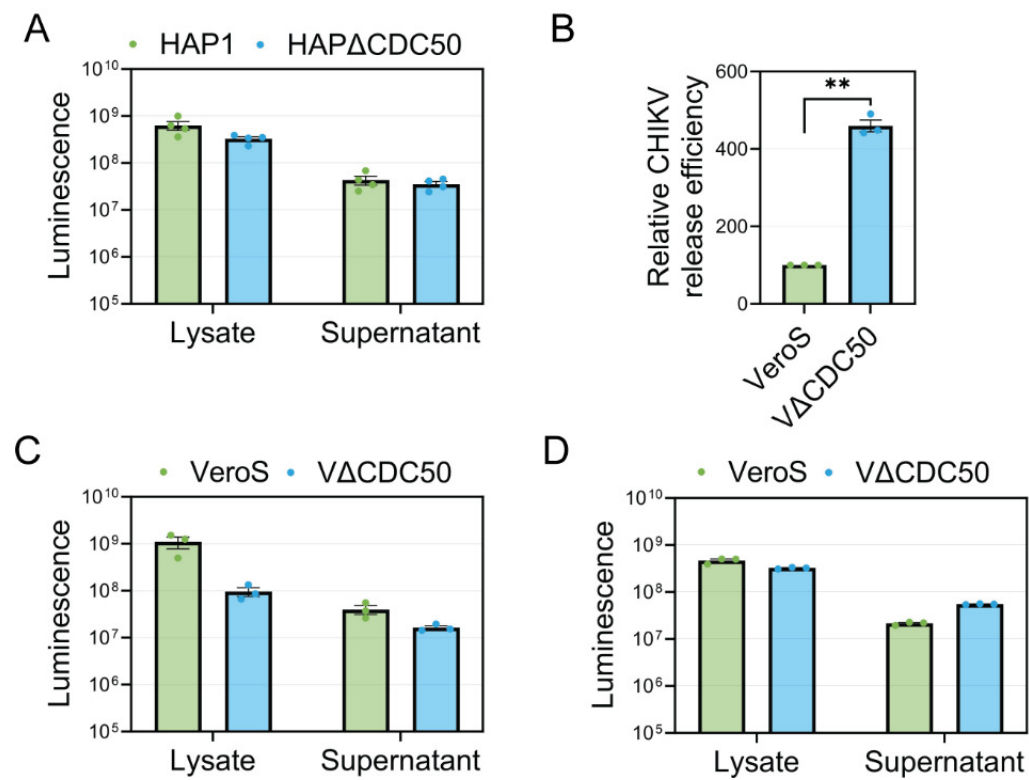 A
HAP1 HAPΔCDC50
Luminescence
10¹⁰
10⁹
10⁸
10⁷
10⁶
10⁵
Lysate Supernatant
B
Relative CHIKV
release efficiency
600
400
200
0
**
VeroS VΔCDC50
C
VeroS VΔCDC50
Luminescence
10¹⁰
10⁹
10⁸
10⁷
10⁶
10⁵
Lysate Supernatant
D
VeroS VΔCDC50
Luminescence
10¹⁰
10⁹
10⁸
10⁷
10⁶
10⁵
Lysate Supernatant